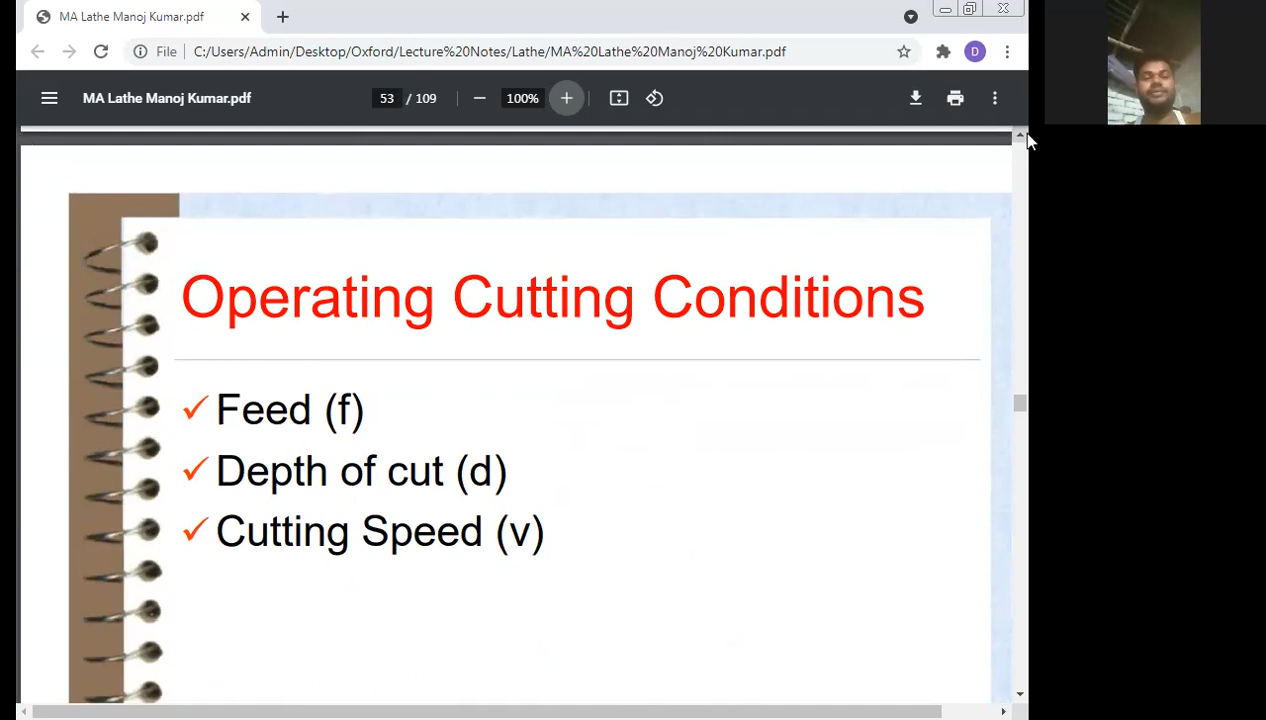 MA Lathe Manoj Kumar.pdf
File C:/Users/Admin/Desktop/Oxford/Lecture%20Notes/Lathe/MA%20Lathe%20Manoj%20Kumar.pdf
D
MA Lathe Manoj Kumar.pdf 53 / 109 100%
Operating Cutting Conditions
Feed (f)
Depth of cut (d)
Cutting Speed (v)